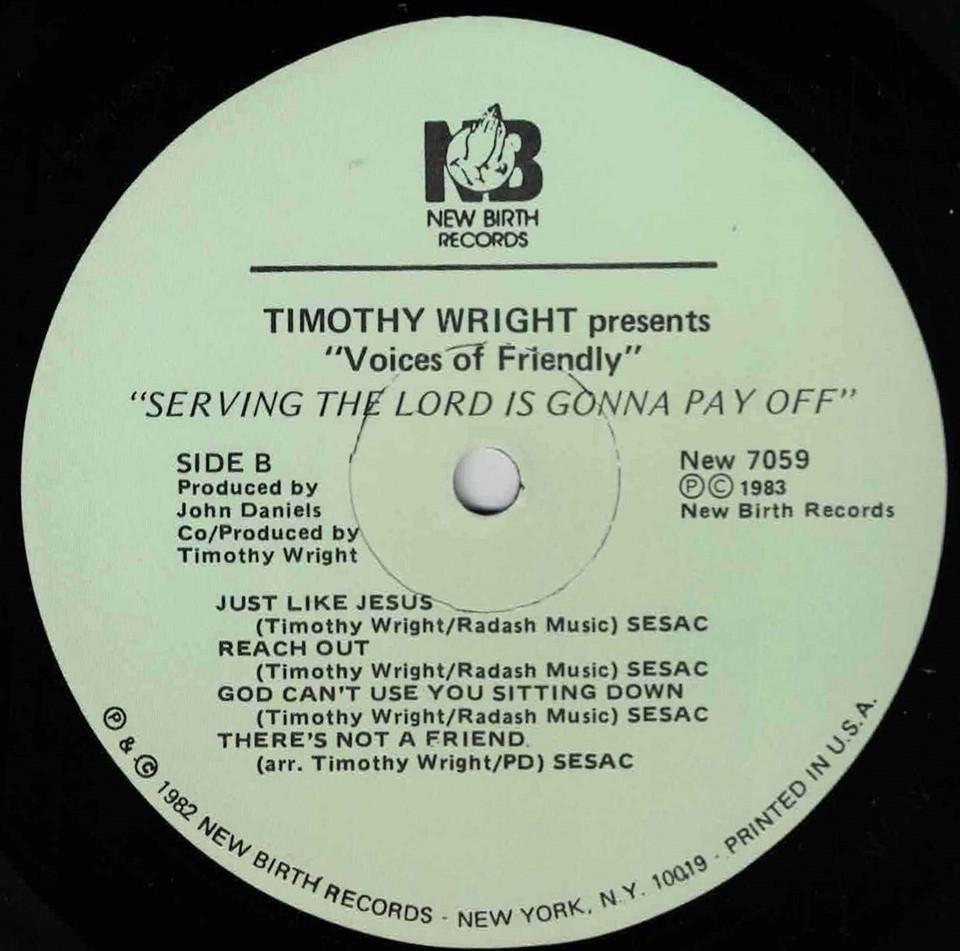 NB
NEW BIRTH
RECORDS
TIMOTHY WRIGHT presents
"Voices of Friendly"
"SERVING THE LORD IS GONNA PAY OFF"
SIDE B
Produced by
John Daniels
Co/Produced by
Timothy Wright
New 7059
Ⓟ© 1983
New Birth Records
JUST LIKE JESUS
(Timothy Wright/Radash Music) SESAC
REACH OUT
(Timothy Wright/Radash Music) SESAC
GOD CAN'T USE YOU SITTING DOWN
(Timothy Wright/Radash Music) SESAC
THERE'S NOT A FRIEND
(arr. Timothy Wright/PD) SESAC
Ⓟ & © 1982 NEW BIRTH RECORDS - NEW YORK, N.Y. 10019 - PRINTED IN U.S.A.